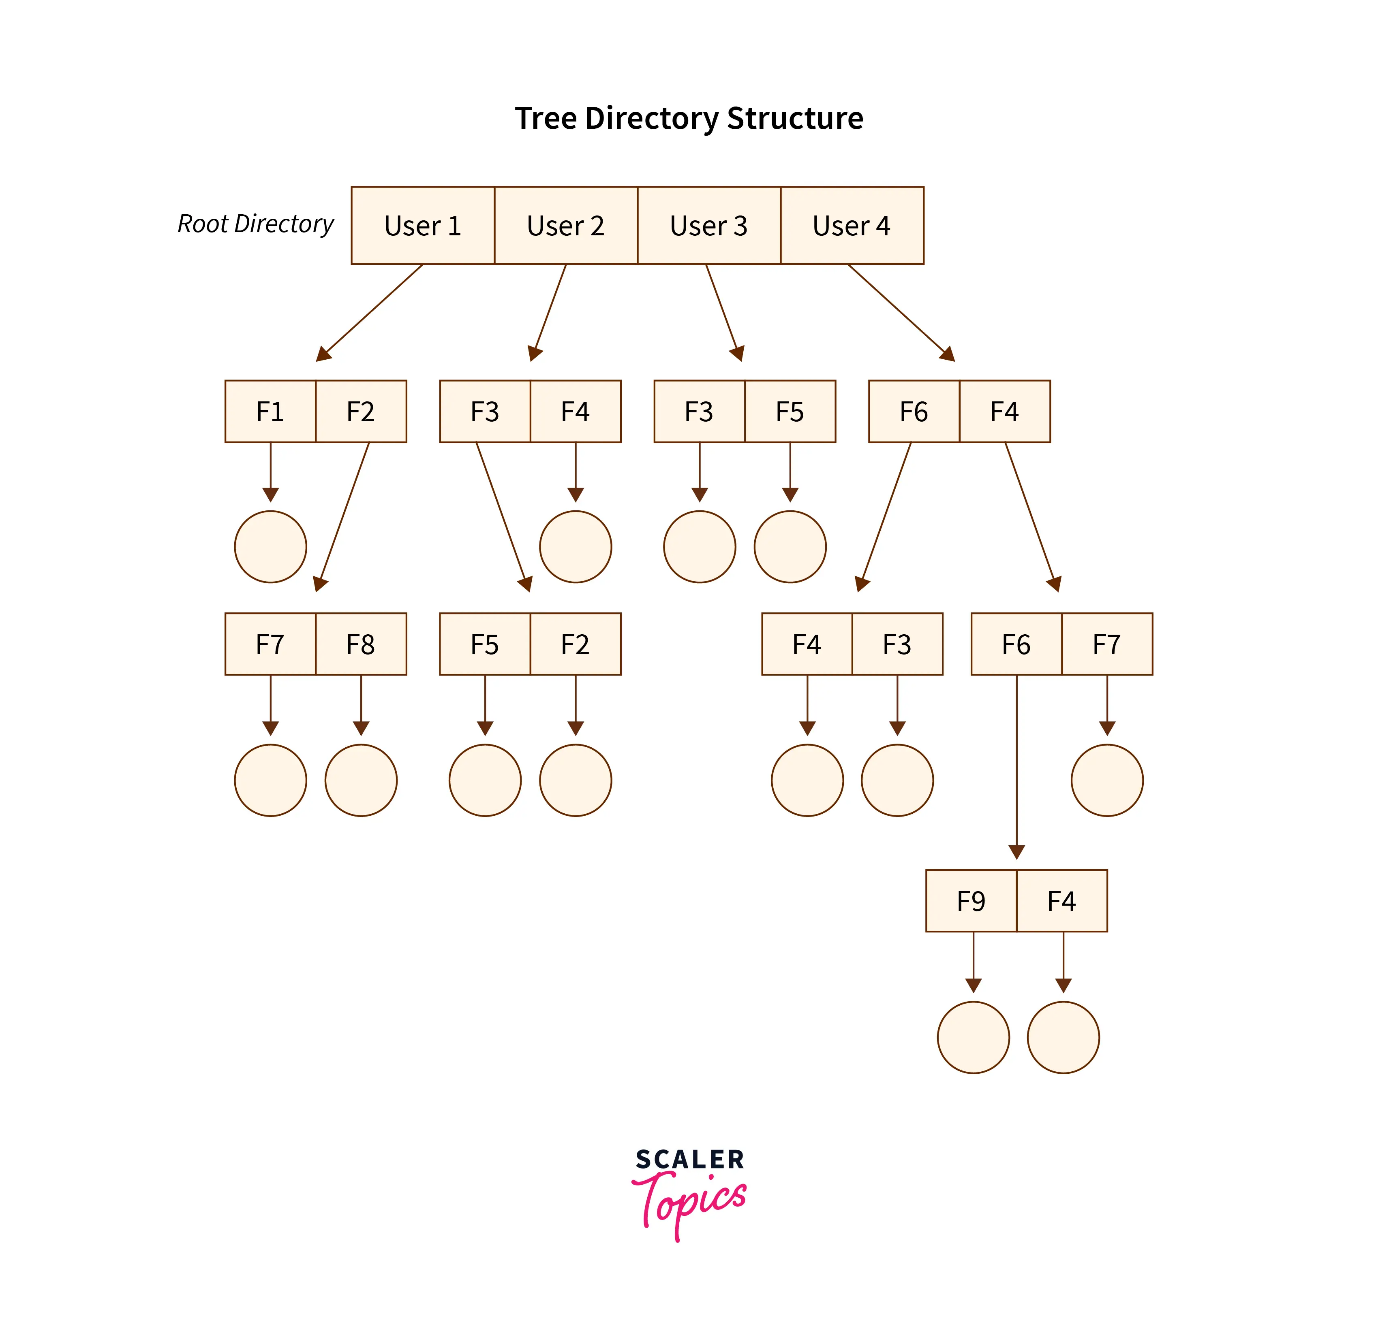 Tree Directory Structure
Root Directory
User 1 User 2 User 3 User 4
F1 F2 F3 F4 F3 F5 F6 F4
F7 F8 F5 F2 F4 F3 F6 F7
F9 F4
SCALER
Topics